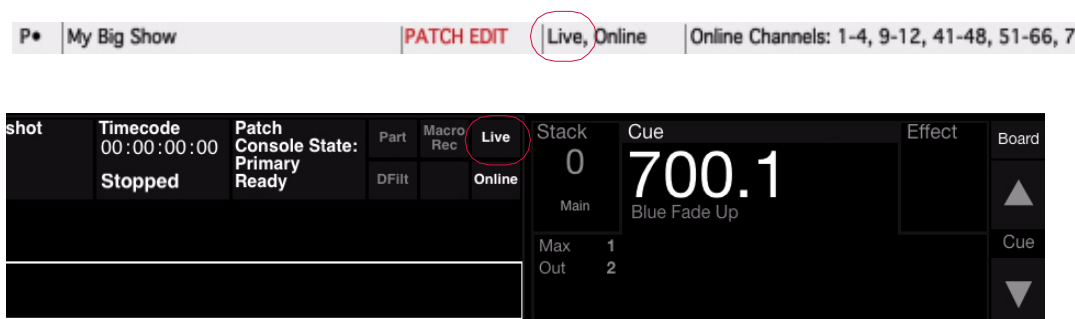 P• My Big Show PATCH EDIT Live, Online Online Channels: 1-4, 9-12, 41-48, 51-66, 7
shot
Timecode
00:00:00:00
Stopped
Patch
Console State:
Primary
Ready
Part
Macro
Rec
Live
DFilt
Online
Stack
0
Main
Cue
700.1
Blue Fade Up
Effect
Max 1
Out 2
Board
Cue